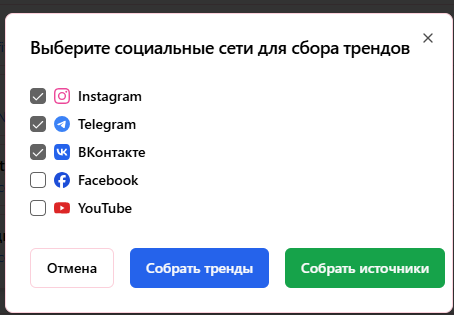 Выберите социальные сети для сбора трендов
Instagram
Telegram
ВКонтакте
Facebook
YouTube
Отмена
Собрать тренды
Собрать источники